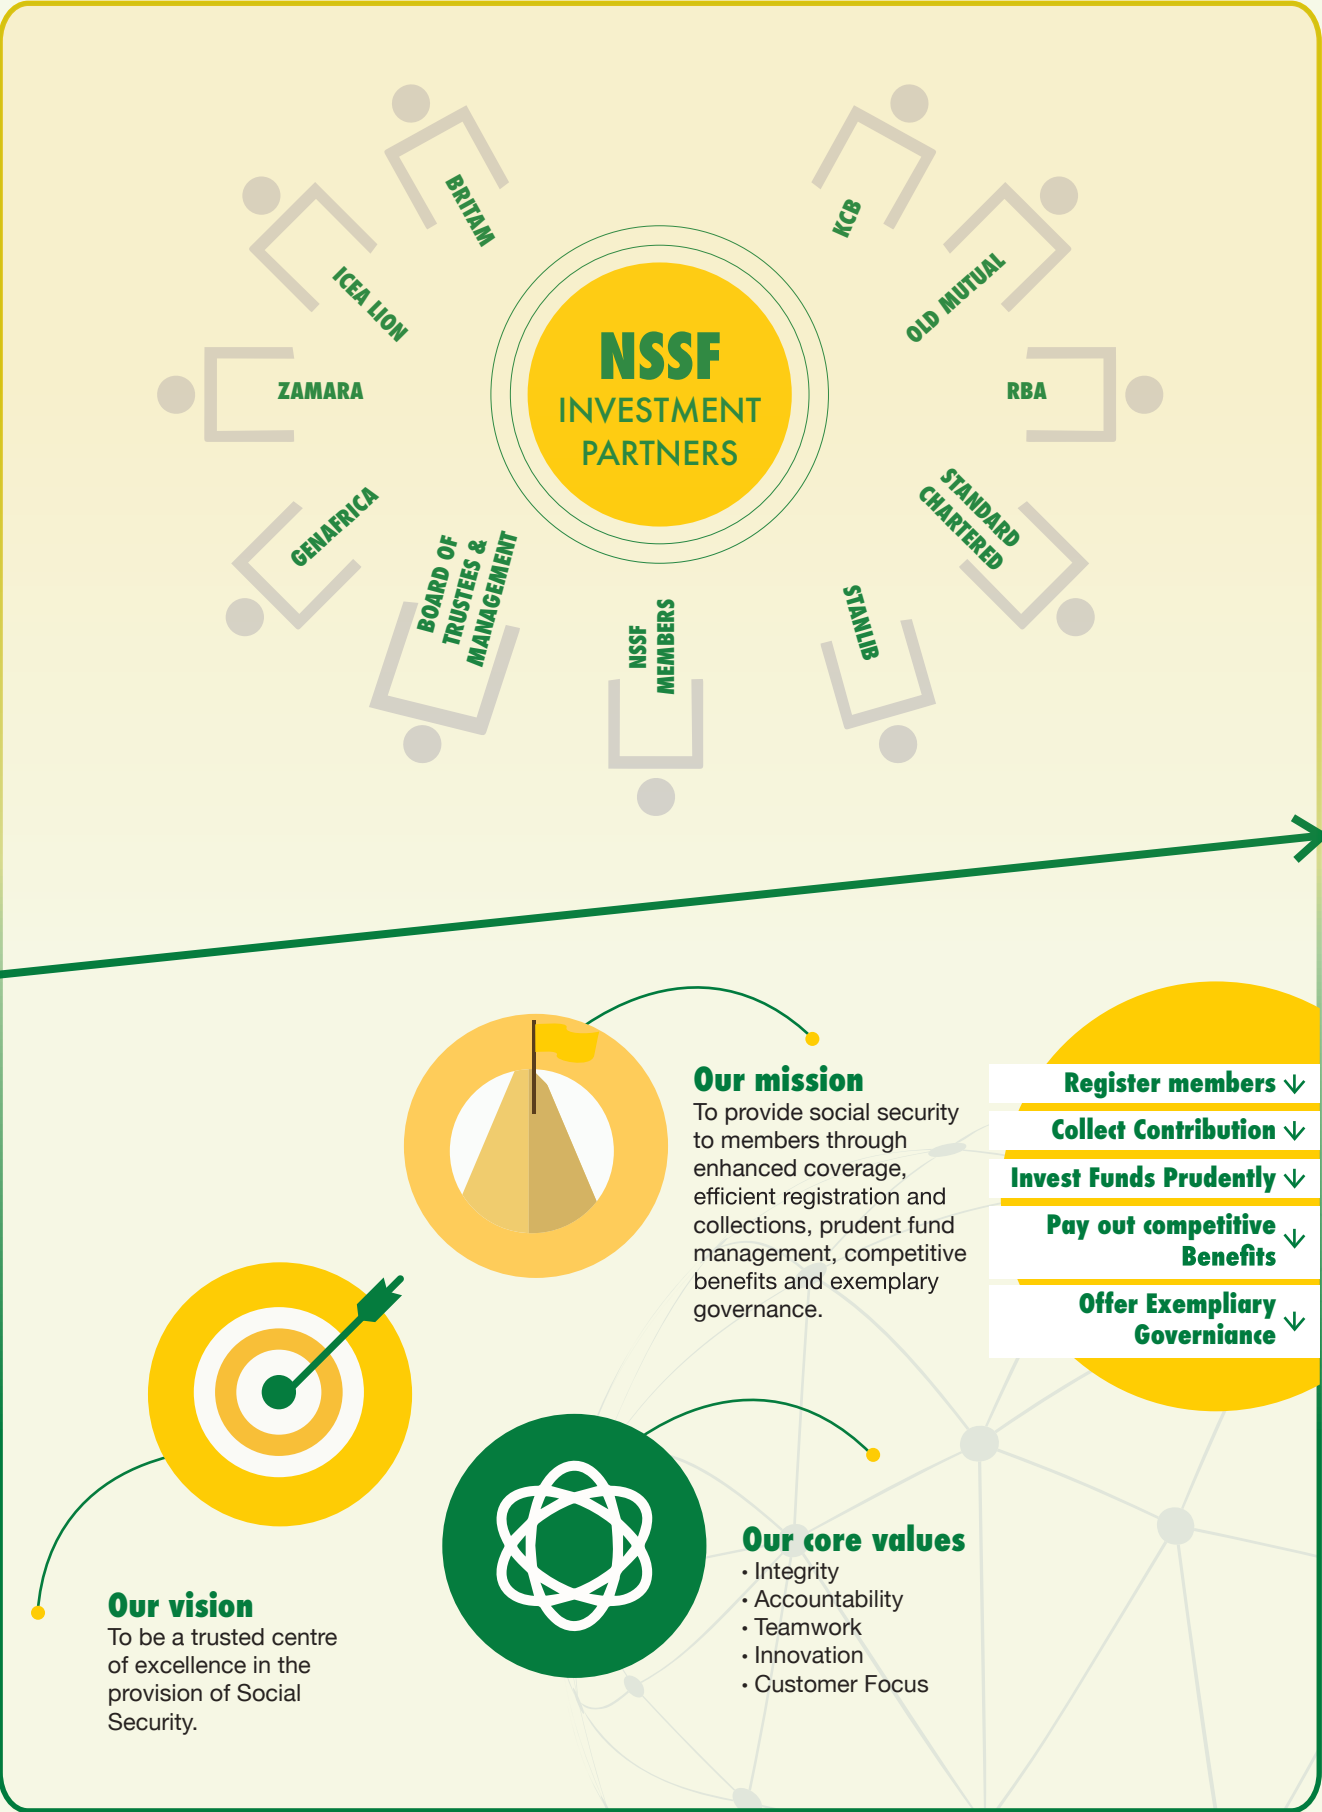 BRITAM
KCB
ICEA LION
OLD MUTUAL
ZAMARA
NSSF
INVESTMENT
PARTNERS
RBA
GENAFRICA
STANDARD
CHARTERED
BOARD OF
TRUSTEES &
MANAGEMENT
NSSF
MEMBERS
STANLIB
Our mission
To provide social security
to members through
enhanced coverage,
efficient registration and
collections, prudent fund
management, competitive
benefits and exemplary
governance.
Register members
Collect Contribution
Invest Funds Prudently
Pay out competitive
Benefits
Offer Exempliary
Governiance
Our vision
To be a trusted centre
of excellence in the
provision of Social
Security.
Our core values
• Integrity
• Accountability
• Teamwork
• Innovation
• Customer Focus